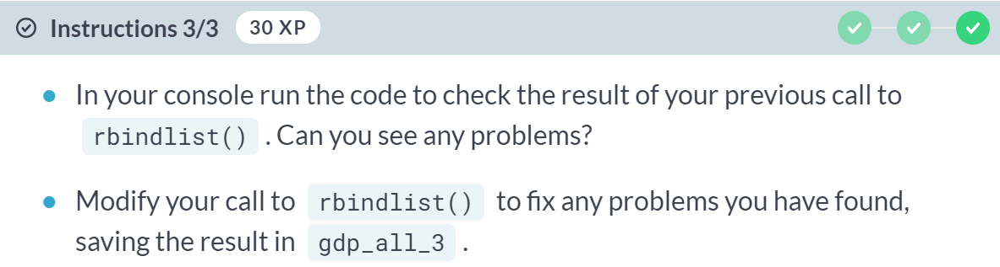 Instructions 3/3 30 XP
In your console run the code to check the result of your previous call to
rbindlist() . Can you see any problems?
Modify your call to rbindlist() to fix any problems you have found,
saving the result in gdp_all_3 .